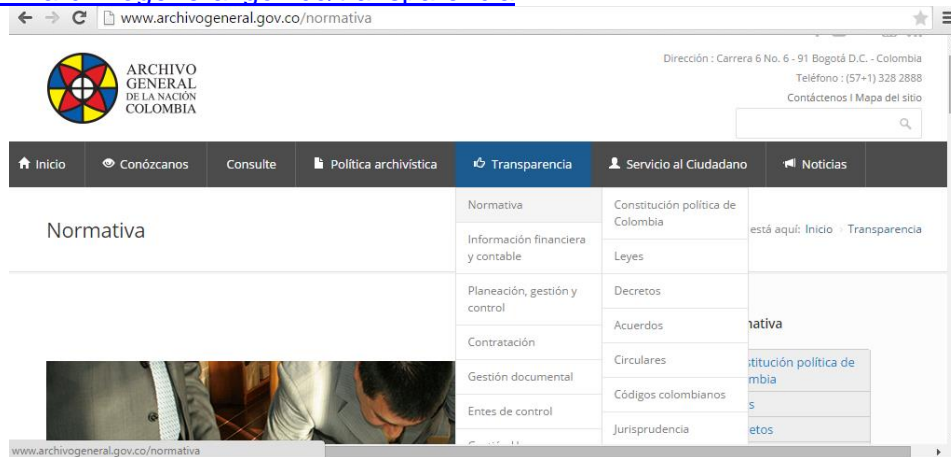 www.archivogeneral.gov.co/normativa
Dirección : Carrera 6 No. 6 - 91 Bogotá D.C. - Colombia
Teléfono : (57+1) 328 2888
Contáctenos I Mapa del sitio
ARCHIVO
GENERAL
DE LA NACIÓN
COLOMBIA
Inicio Conózcanos Consulte Política archivística Transparencia Servicio al Ciudadano Noticias
Normativa
está aquí: Inicio Transparencia
Normativa
Información financiera
y contable
Planeación, gestión y
control
Contratación
Gestión documental
Entes de control
Constitución política de
Colombia
Leyes
Decretos
Acuerdos
Circulares
Códigos colombianos
Jurisprudencia
mativa
titución política de
mbia
s
etos
www.archivogeneral.gov.co/normativa